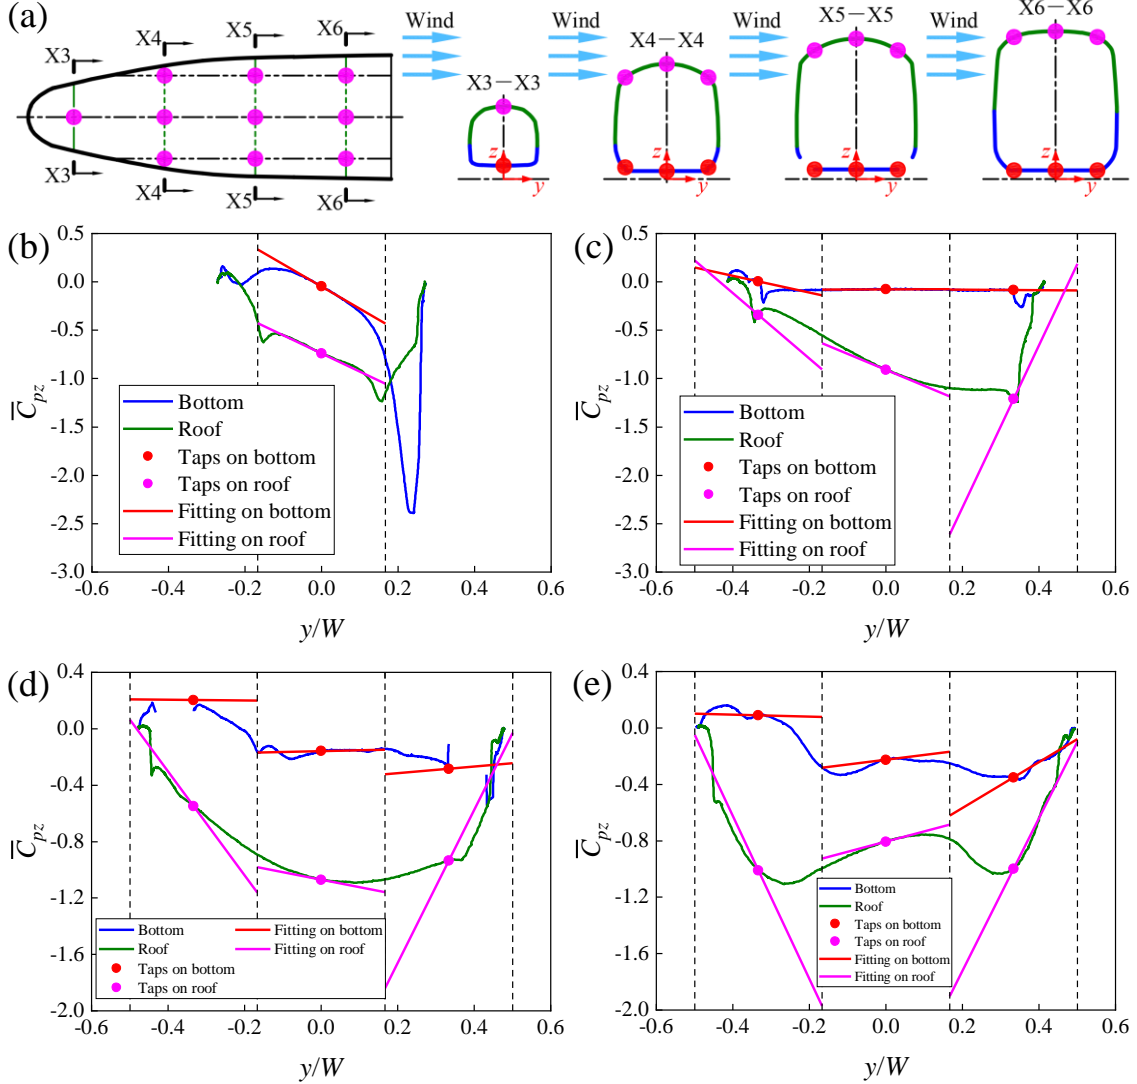 (a)
X3 X4 X5 X6
X3 X4 X5 X6
Wind Wind Wind Wind
X3−X3 X4−X4 X5−X5 X6−X6
z z z z
y y y y
(b)
0.5
0.0
-0.5
-1.0
-1.5
-2.0
-2.5
-3.0
C̅pz
Bottom
Roof
Taps on bottom
Taps on roof
Fitting on bottom
Fitting on roof
-0.6 -0.4 -0.2 0.0 0.2 0.4 0.6
y/W
(c)
0.5
0.0
-0.5
-1.0
-1.5
-2.0
-2.5
-3.0
C̅pz
Bottom
Roof
Taps on bottom
Taps on roof
Fitting on bottom
Fitting on roof
-0.6 -0.4 -0.2 0.0 0.2 0.4 0.6
y/W
(d)
0.4
0.0
-0.4
-0.8
-1.2
-1.6
-2.0
C̅pz
Bottom Fitting on bottom
Roof Fitting on roof
Taps on bottom
Taps on roof
-0.6 -0.4 -0.2 0.0 0.2 0.4 0.6
y/W
(e)
0.4
0.0
-0.4
-0.8
-1.2
-1.6
-2.0
C̅pz
Bottom
Roof
Taps on bottom
Taps on roof
Fitting on bottom
Fitting on roof
-0.6 -0.4 -0.2 0.0 0.2 0.4 0.6
y/W